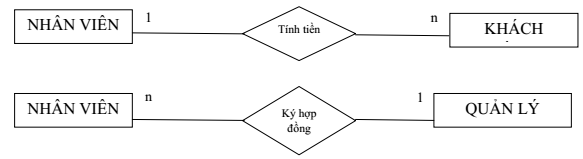 NHÂN VIÊN 1 Tính tiền n KHÁCH
NHÂN VIÊN n Ký hợp 1 QUẢN LÝ
đồng